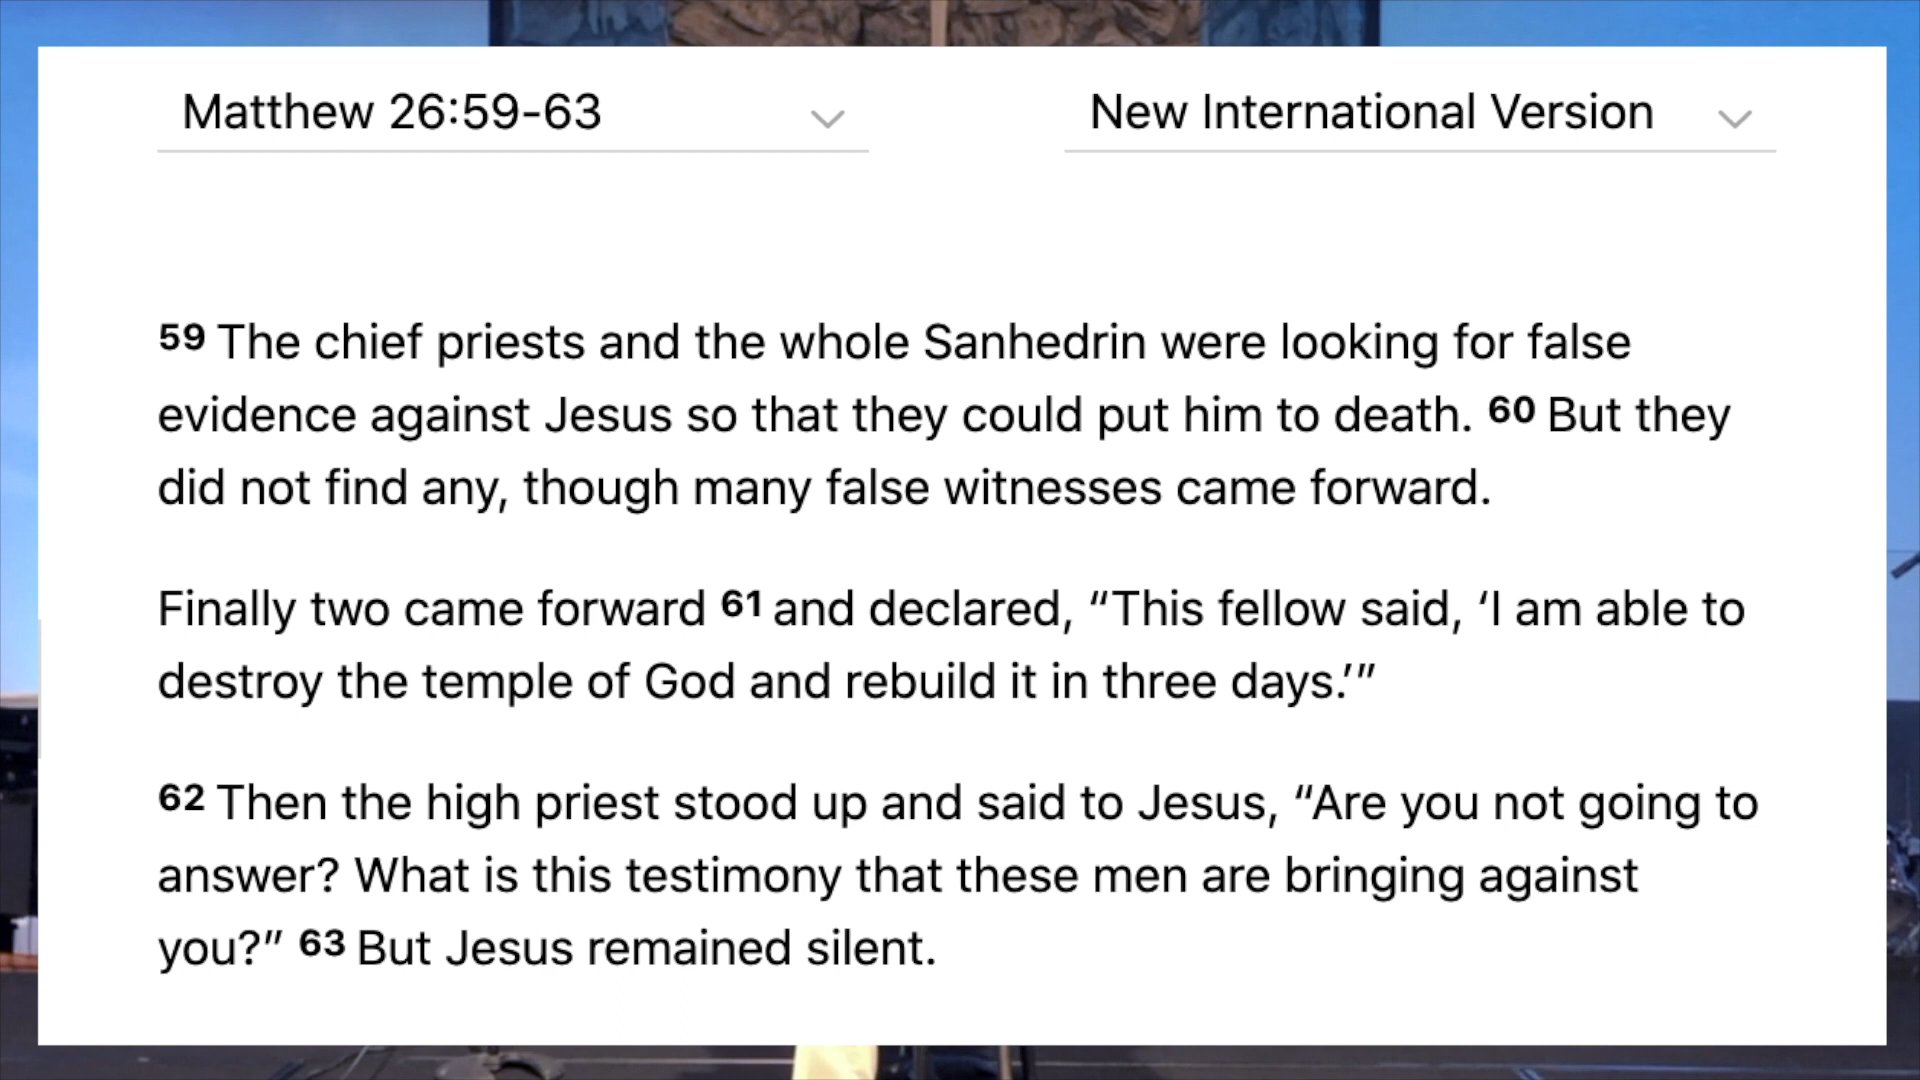 Matthew 26:59-63
New International Version
59 The chief priests and the whole Sanhedrin were looking for false
evidence against Jesus so that they could put him to death. 60 But they
did not find any, though many false witnesses came forward.
Finally two came forward 61 and declared, “This fellow said, ‘I am able to
destroy the temple of God and rebuild it in three days.’”
62 Then the high priest stood up and said to Jesus, “Are you not going to
answer? What is this testimony that these men are bringing against
you?” 63 But Jesus remained silent.